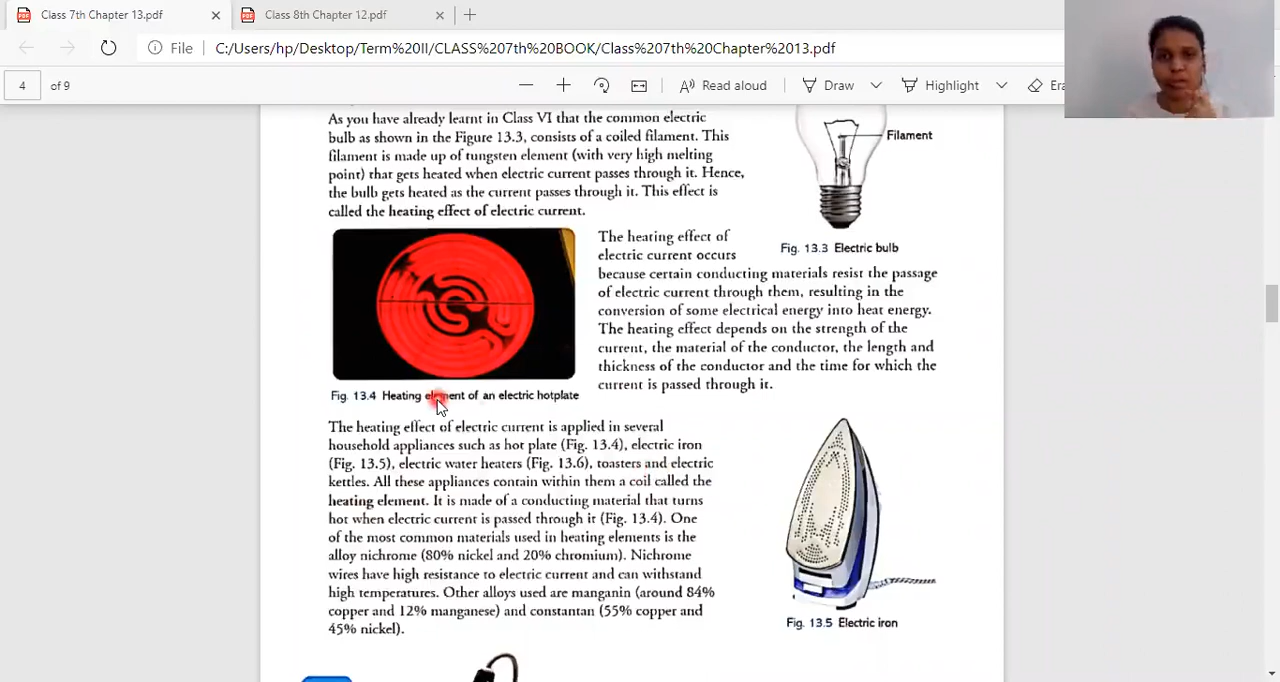 Class 7th Chapter 13.pdf
Class 8th Chapter 12.pdf
File
C:/Users/hp/Desktop/Term%20II/CLASS%207th%20BOOK/Class%207th%20Chapter%2013.pdf
4 of 9
Read aloud
Draw
Highlight
As you have already learnt in Class VI that the common electric
bulb as shown in the Figure 13.3, consists of a coiled filament. This
filament is made up of tungsten element (with very high melting
point) that gets heated when electric current passes through it. Hence,
the bulb gets heated as the current passes through it. This effect is
called the heating effect of electric current.
Filament
Fig. 13.3 Electric bulb
The heating effect of
electric current occurs
because certain conducting materials resist the passage
of electric current through them, resulting in the
conversion of some electrical energy into heat energy.
The heating effect depends on the strength of the
current, the material of the conductor, the length and
thickness of the conductor and the time for which the
current is passed through it.
Fig. 13.4 Heating element of an electric hotplate
The heating effect of electric current is applied in several
household appliances such as hot plate (Fig. 13.4), electric iron
(Fig. 13.5), electric water heaters (Fig. 13.6), toasters and electric
kettles. All these appliances contain within them a coil called the
heating element. It is made of a conducting material that turns
hot when electric current is passed through it (Fig. 13.4). One
of the most common materials used in heating elements is the
alloy nichrome (80% nickel and 20% chromium). Nichrome
wires have high resistance to electric current and can withstand
high temperatures. Other alloys used are manganin (around 84%
copper and 12% manganese) and constantan (55% copper and
45% nickel).
Fig. 13.5 Electric iron